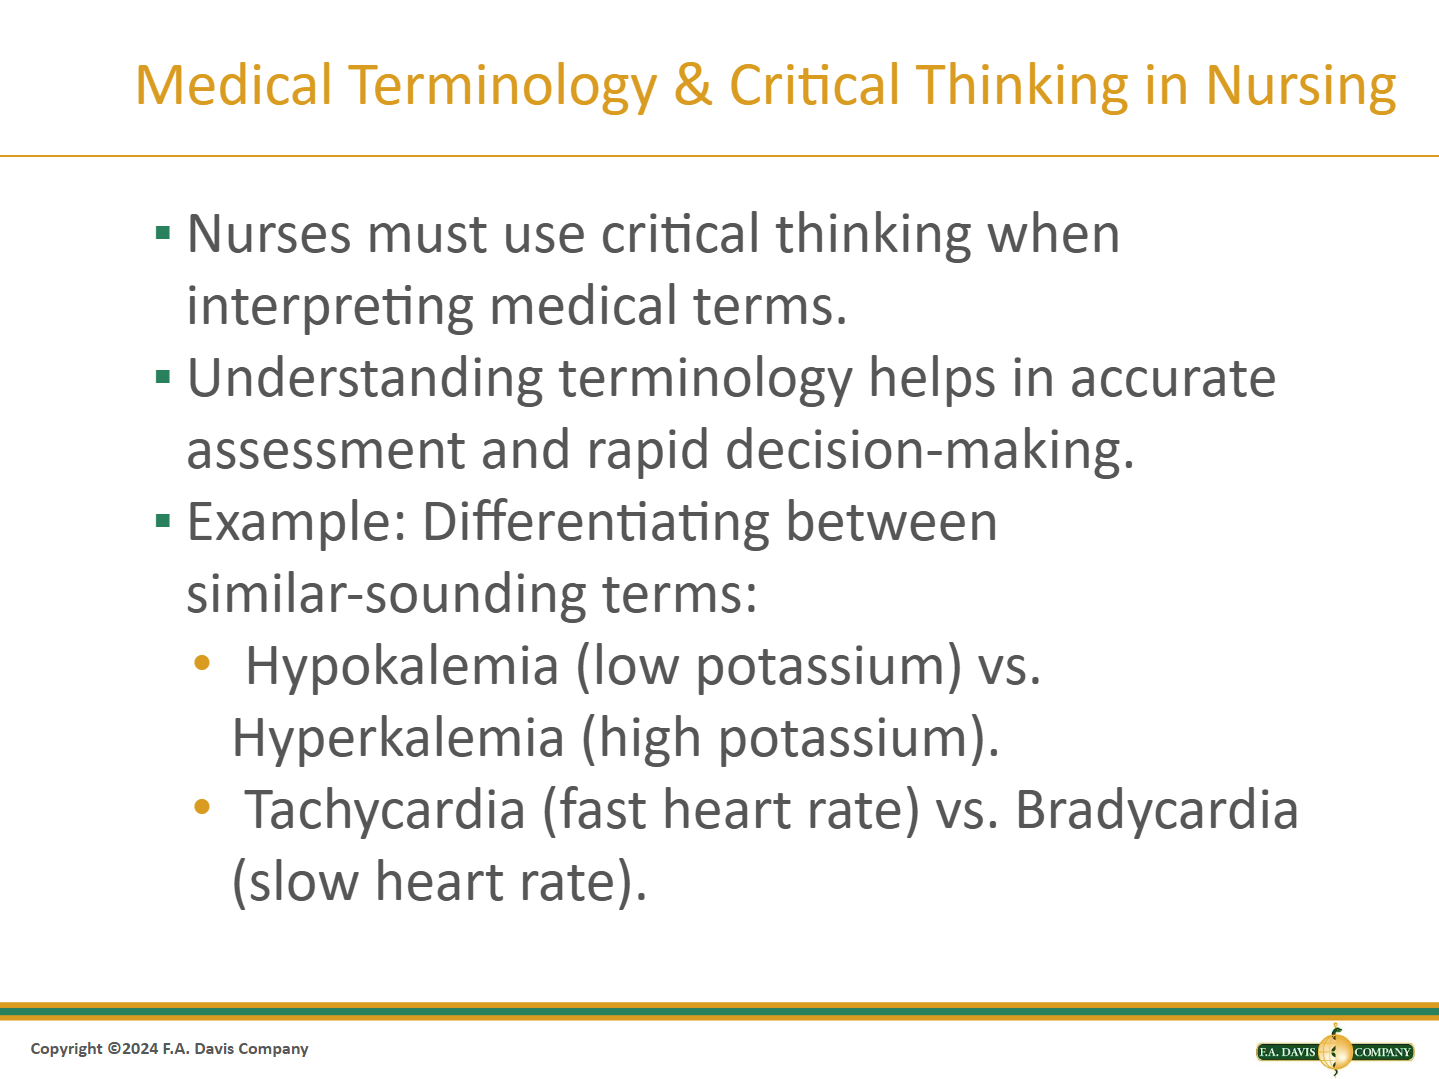 Medical Terminology & Critical Thinking in Nursing
▪ Nurses must use critical thinking when
interpreting medical terms.
▪ Understanding terminology helps in accurate
assessment and rapid decision-making.
▪ Example: Differentiating between
similar-sounding terms:
• Hypokalemia (low potassium) vs.
Hyperkalemia (high potassium).
• Tachycardia (fast heart rate) vs. Bradycardia
(slow heart rate).
Copyright ©2024 F.A. Davis Company
F.A. DAVIS COMPANY